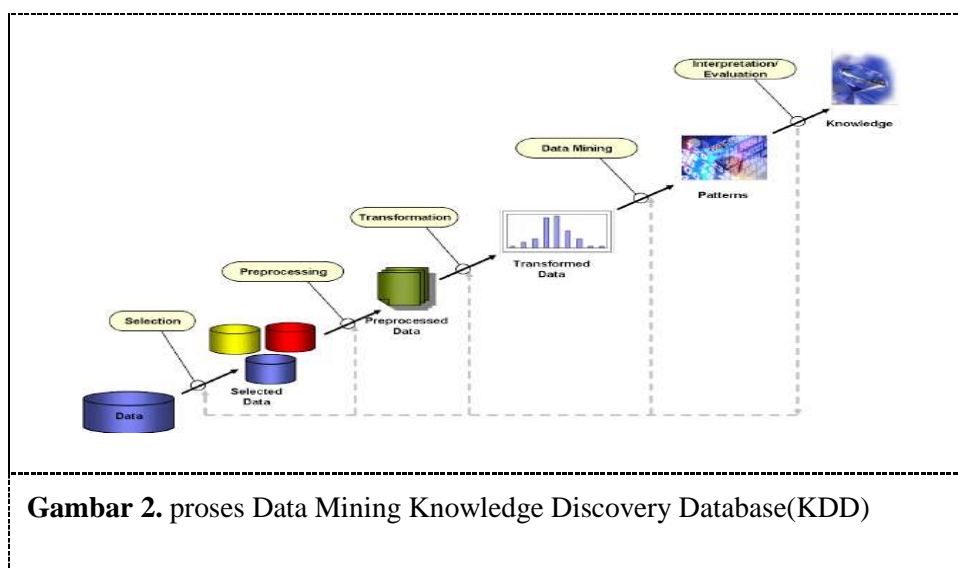 Interpretation/
Evaluation
Knowledge
Data Mining
Patterns
Transformation
Transformed
Data
Preprocessing
Preprocessed
Data
Selection
Selected
Data
Data
Gambar 2. proses Data Mining Knowledge Discovery Database(KDD)